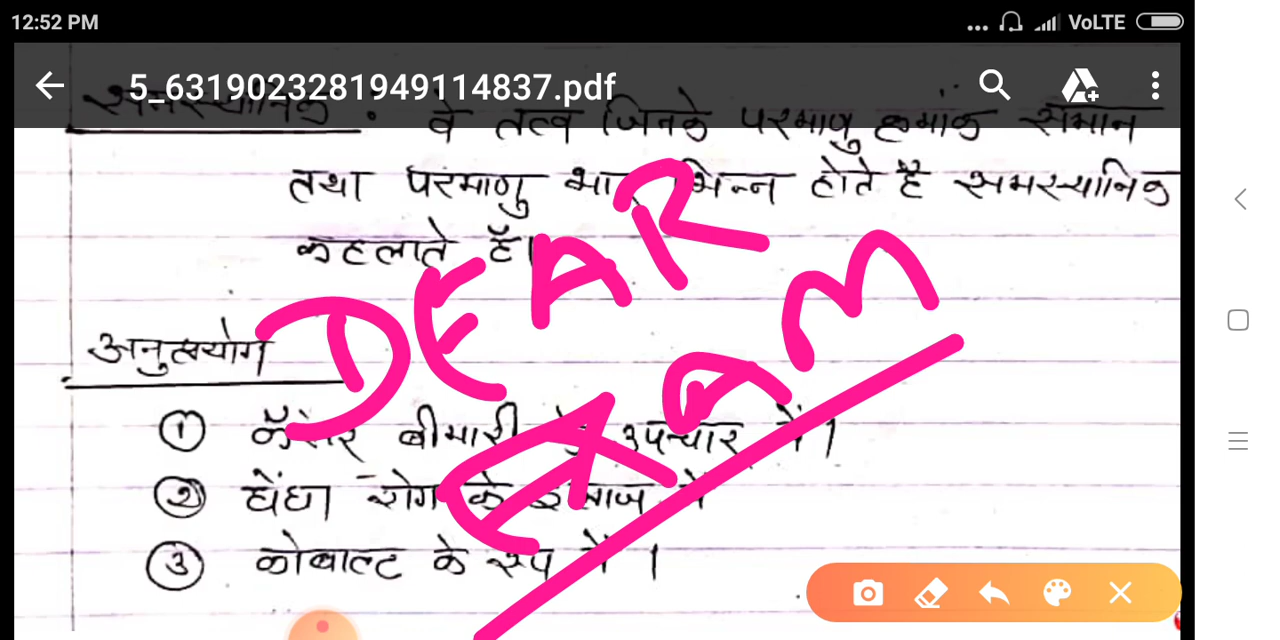 12:52 PM
... VoLTE
5_6319023281949114837.pdf
समस्थानिक : वे तत्व जिनके परमाणु क्रमांक समान
तथा परमाणु भार भिन्न होते है समस्थानिक
कहलाते हैं।
DEAR
EXAM
अनुप्रयोग
① कैंसर बीमारी के उपचार में।
② घेंघा रोग के इलाज में
③ कोबाल्ट के रूप में।